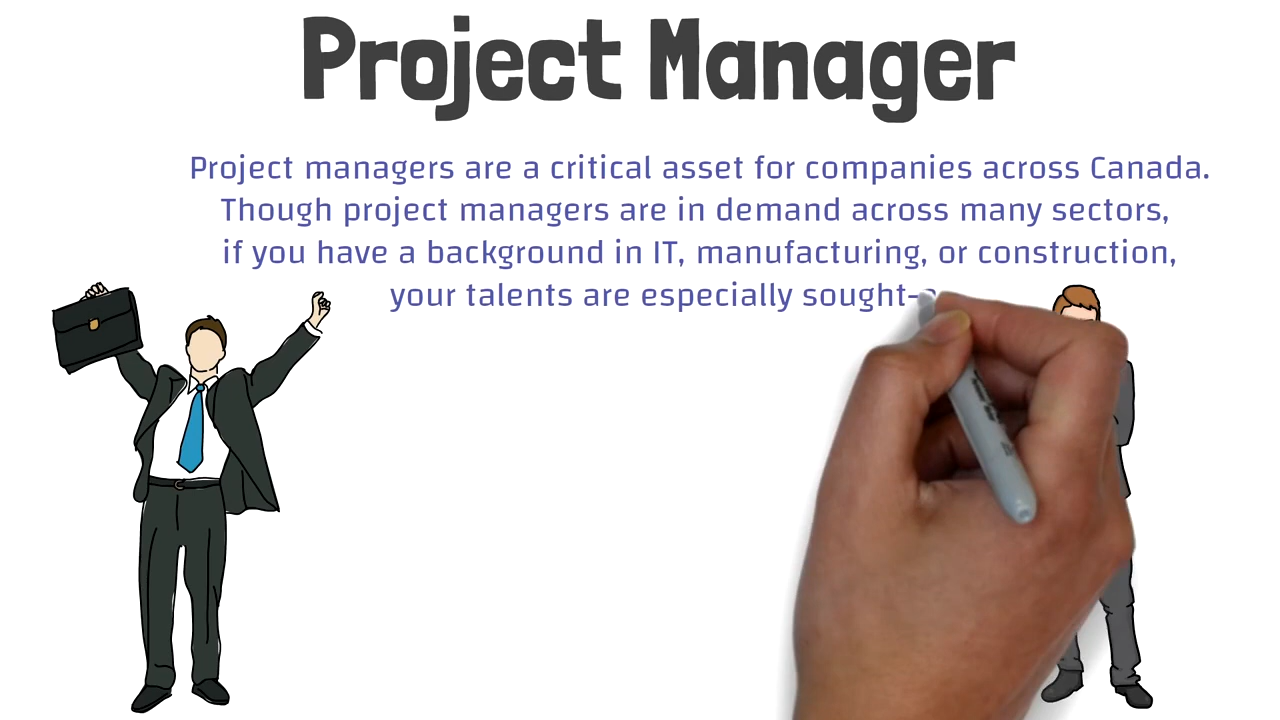 Project Manager
Project managers are a critical asset for companies across Canada.
Though project managers are in demand across many sectors,
if you have a background in IT, manufacturing, or construction,
your talents are especially sought-